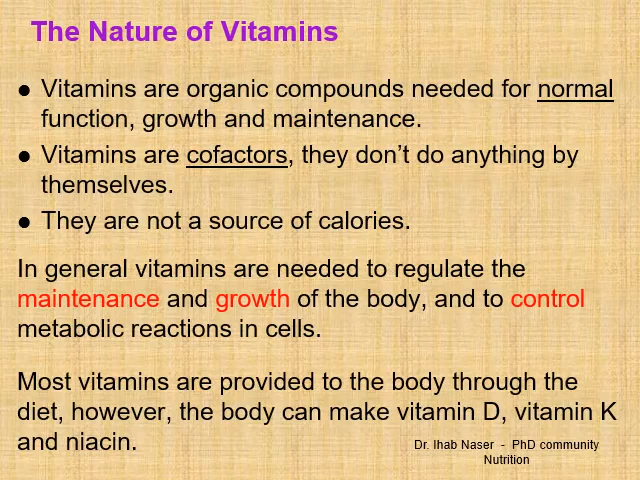 The Nature of Vitamins
● Vitamins are organic compounds needed for normal
function, growth and maintenance.
● Vitamins are cofactors, they don’t do anything by
themselves.
● They are not a source of calories.
In general vitamins are needed to regulate the
maintenance and growth of the body, and to control
metabolic reactions in cells.
Most vitamins are provided to the body through the
diet, however, the body can make vitamin D, vitamin K
and niacin.
Dr. Ihab Naser - PhD community
Nutrition